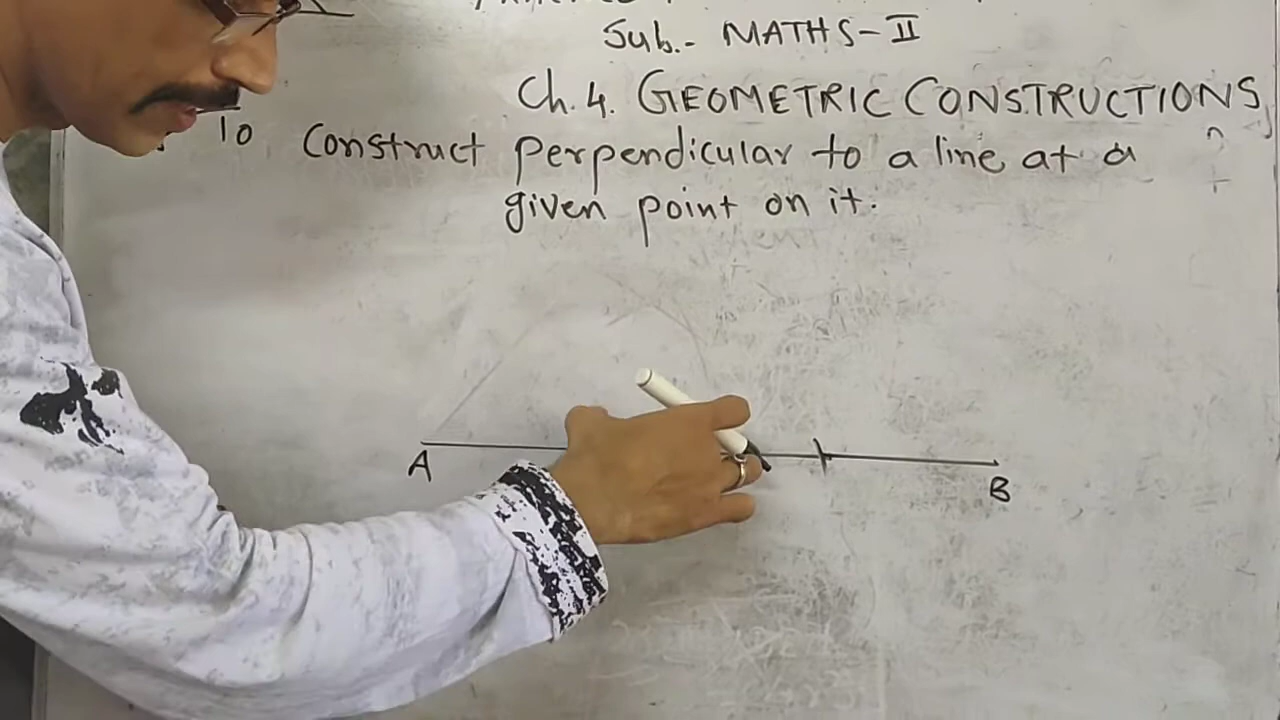 Sub.- MATHS-II
Ch.4. GEOMETRIC CONSTRUCTIONS
10 Construct perpendicular to a line at a
given point on it.
A
B